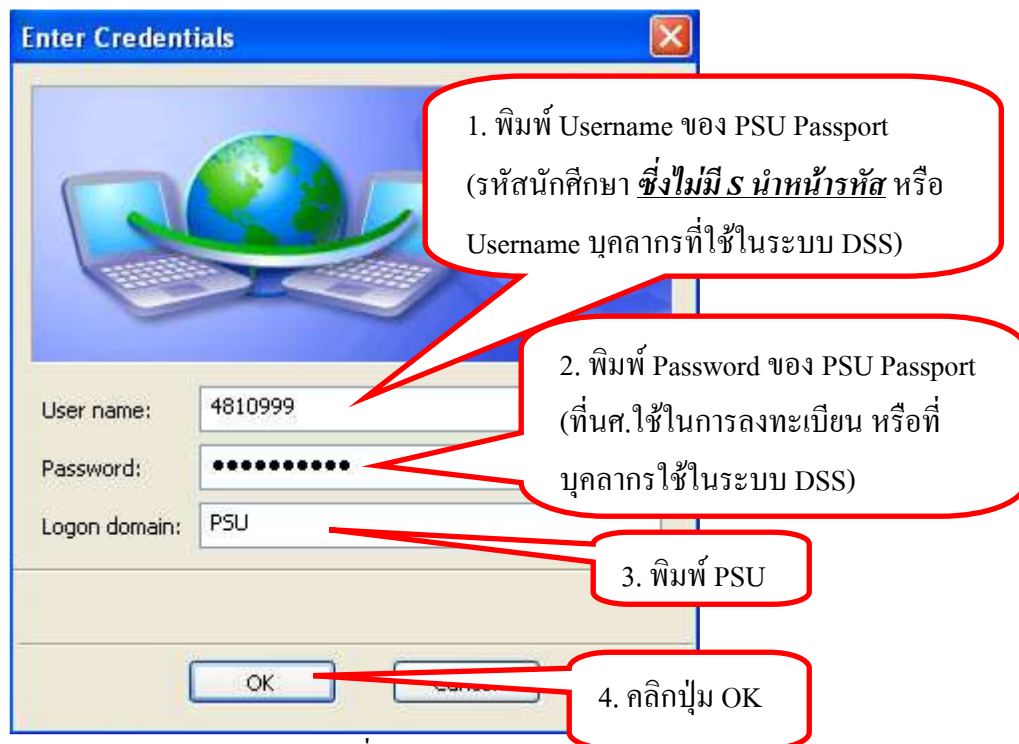 Enter Credentials
1. พิมพ์ Username ของ PSU Passport
(รหัสนักศึกษา ซึ่งไม่มี S นำหน้ารหัส หรือ
Username บุคลากรที่ใช้ในระบบ DSS)
2. พิมพ์ Password ของ PSU Passport
(ที่นศ.ใช้ในการลงทะเบียน หรือที่
บุคลากรใช้ในระบบ DSS)
User name: 4810999
Password: ●●●●●●●●●●
Logon domain: PSU
3. พิมพ์ PSU
OK
4. คลิกปุ่ม OK